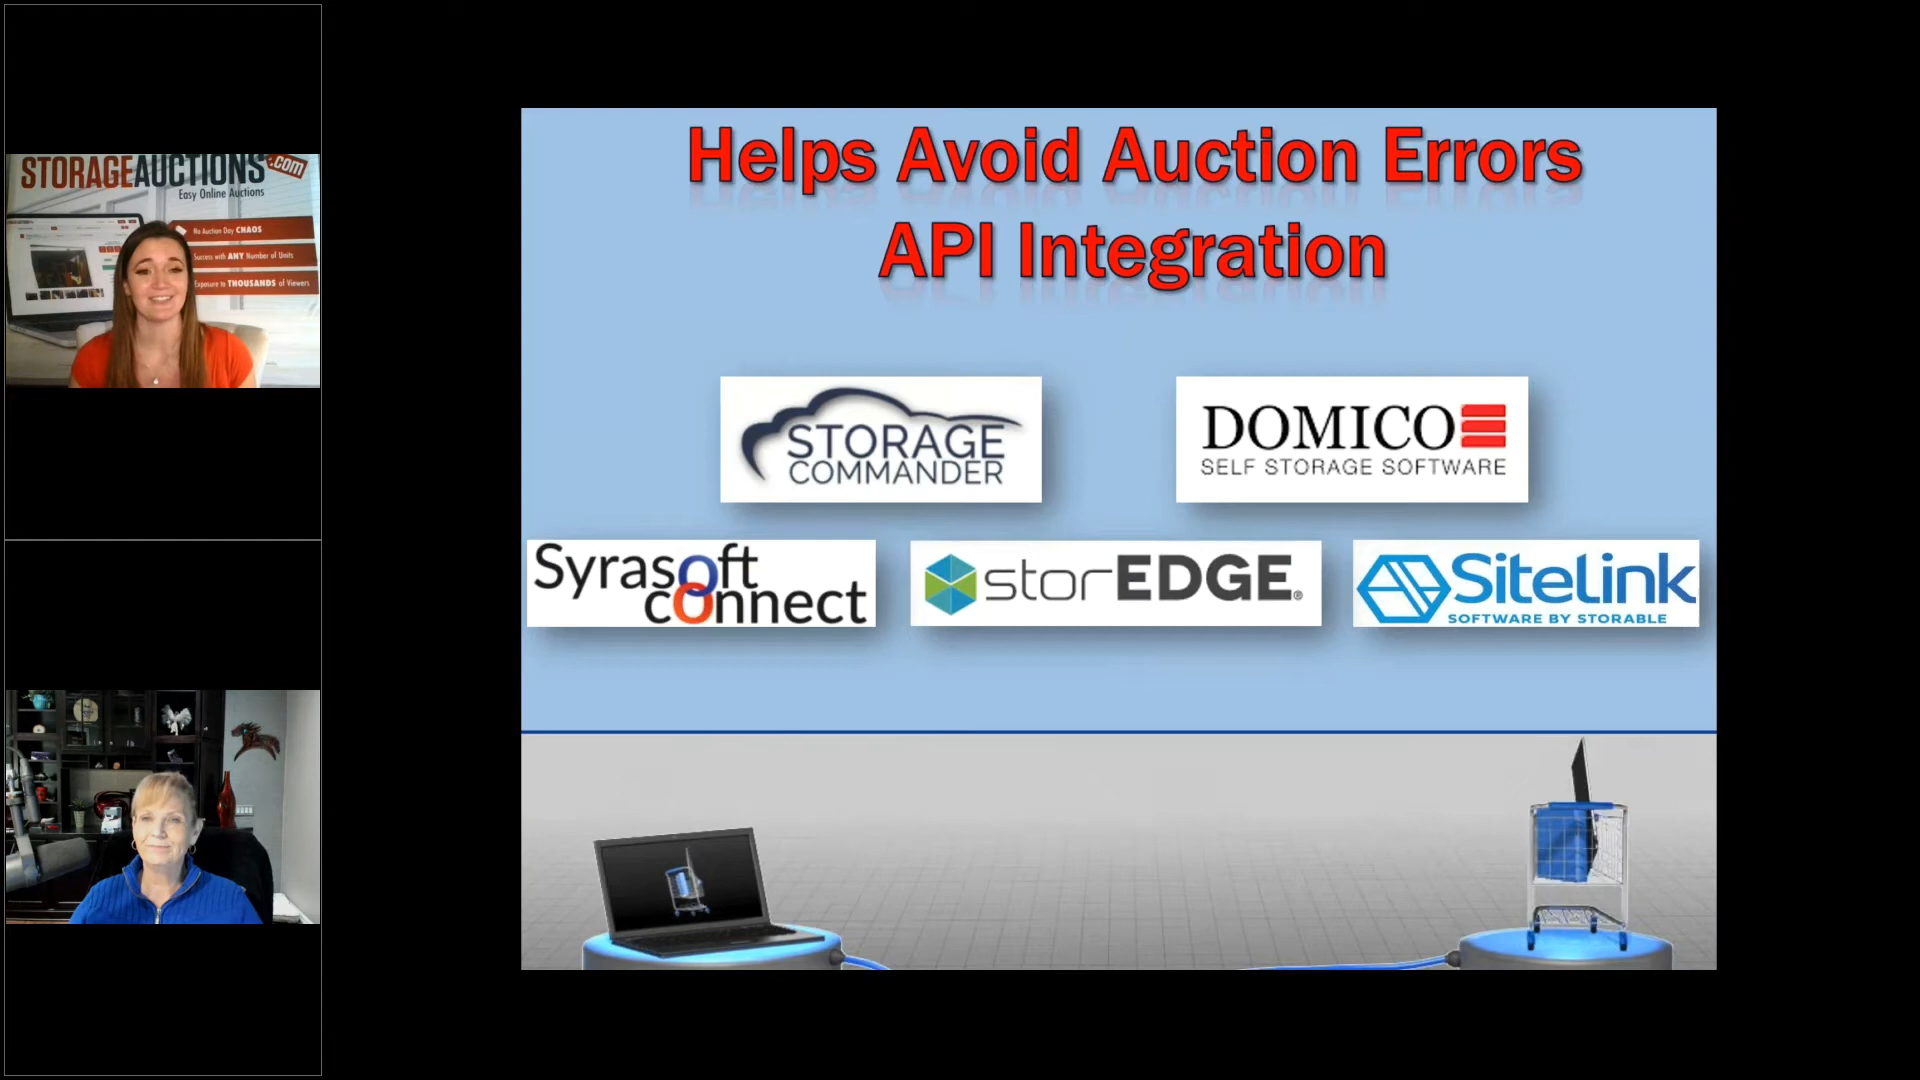 STORAGEAUCTIONS.com
Easy Online Auctions
No Auction Day CHAOS
Success with ANY Number of Units
Exposure to THOUSANDS of Viewers
Helps Avoid Auction Errors
API Integration
STORAGE
COMMANDER
DOMICO
SELF STORAGE SOFTWARE
Syrasoft
connect
storEDGE®
SiteLink
SOFTWARE BY STORABLE